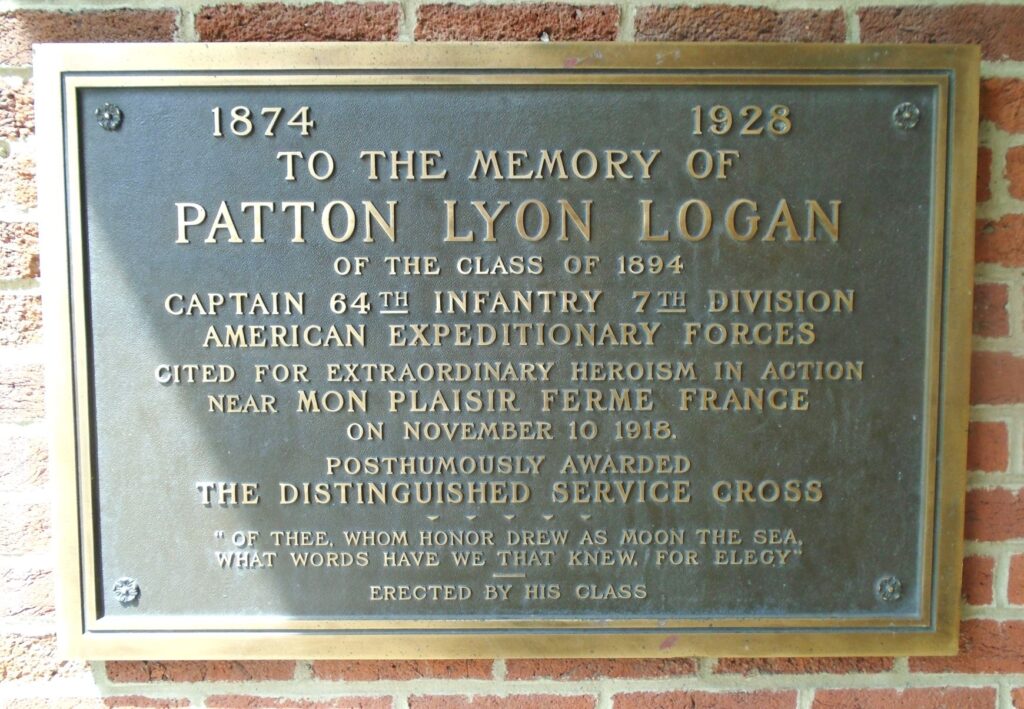 1874 1928
TO THE MEMORY OF
PATTON LYON LOGAN
OF THE CLASS OF 1894
CAPTAIN 64TH INFANTRY 7TH DIVISION
AMERICAN EXPEDITIONARY FORCES
CITED FOR EXTRAORDINARY HEROISM IN ACTION
NEAR MON PLAISIR FERME FRANCE
ON NOVEMBER 10 1918.
POSTHUMOUSLY AWARDED
THE DISTINGUISHED SERVICE CROSS
" OF THEE, WHOM HONOR DREW AS MOON THE SEA,
WHAT WORDS HAVE WE THAT KNEW, FOR ELEGY"
ERECTED BY HIS CLASS